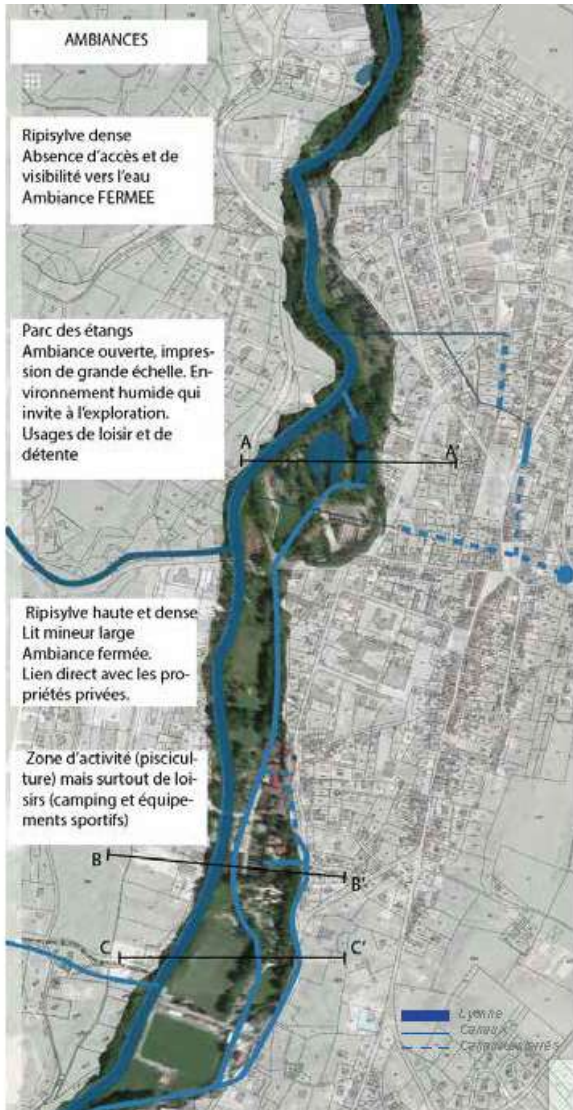 AMBIANCES
Ripisylve dense
Absence d'accès et de
visibilité vers l'eau
Ambiance FERMEE
Parc des étangs
Ambiance ouverte, impres-
sion de grande échelle. En-
vironnement humide qui
invite à l'exploration.
Usages de loisir et de
détente
A
A'
Ripisylve haute et dense
Lit mineur large
Ambiance fermée.
Lien direct avec les pro-
priétés privées.
Zone d'activité (piscicul-
ture) mais surtout de loi-
sirs (camping et équipe-
ments sportifs)
B
B'
C
C'
Canaux